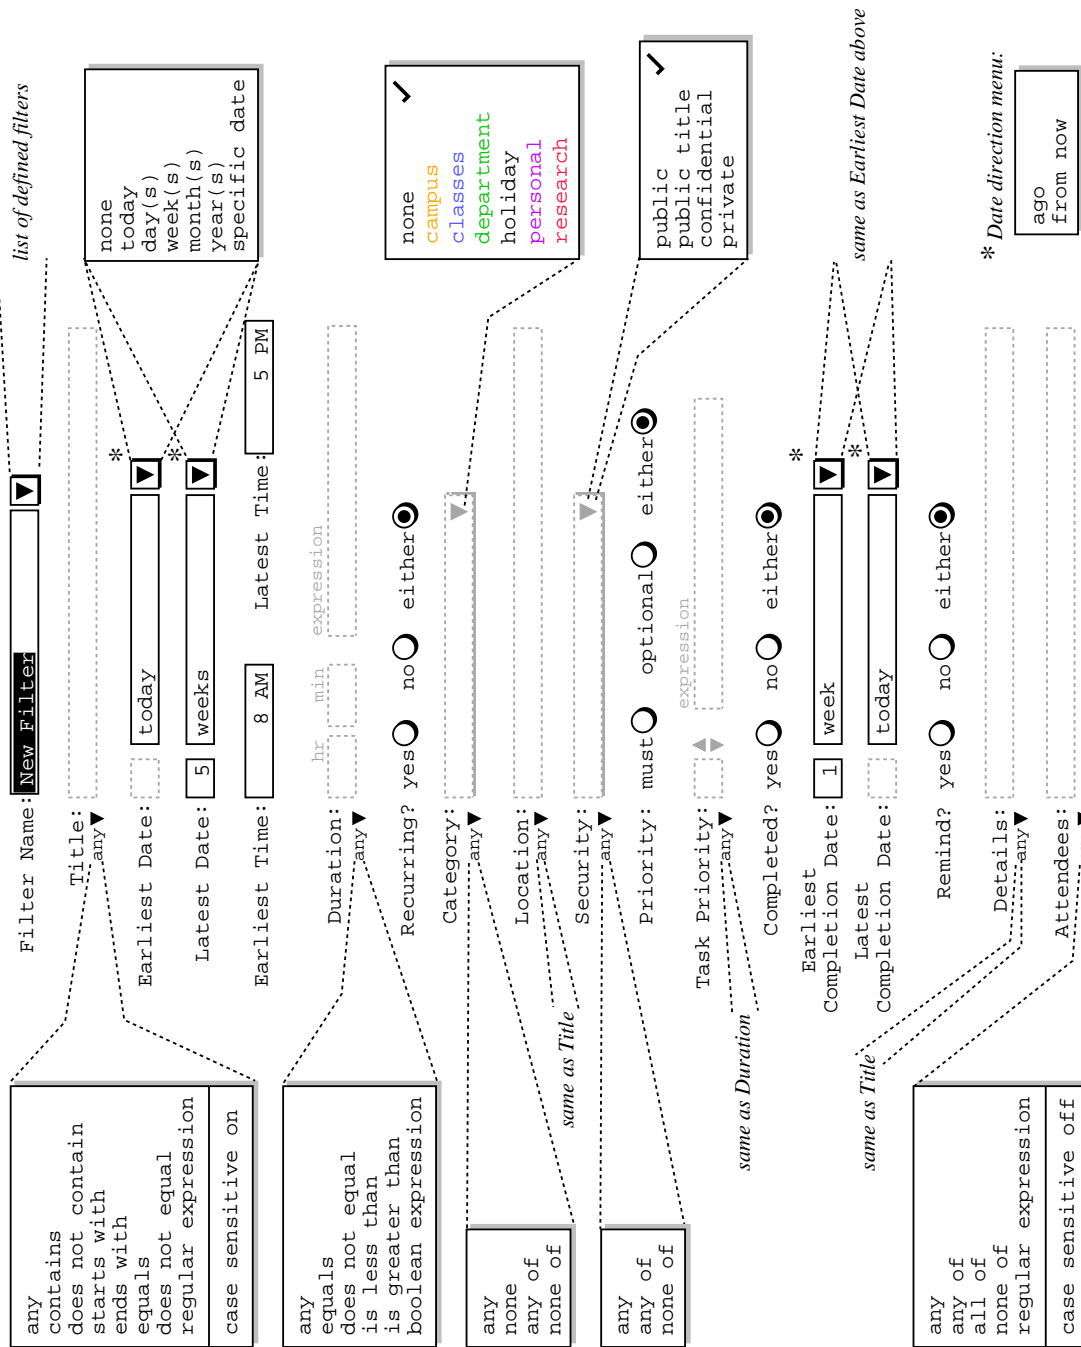 list of defined filters
Filter Name: New Filter
Title:
any
any
contains
does not contain
starts with
ends with
equals
does not equal
regular expression
case sensitive on
Earliest Date: today *
Latest Date: 5 weeks *
none
today
day(s)
week(s)
month(s)
year(s)
specific date
Earliest Time: 8 AM Latest Time: 5 PM
hr min expression
Duration:
any
any
equals
does not equal
is less than
is greater than
boolean expression
Recurring? yes no either
Category:
any
any
none
any of
none of
none
campus
classes
department
holiday
personal
research
Location:
any
same as Title
Security:
any
any
any of
none of
public
public title
confidential
private
Priority: must optional either
expression
Task Priority:
any
same as Duration
Completed? yes no either
Earliest
Completion Date: 1 week *
Latest
Completion Date: today *
same as Earliest Date above
Remind? yes no either
Details:
any
same as Title
Attendees:
any
any of
all of
none of
regular expression
case sensitive off
* Date direction menu:
ago
from now